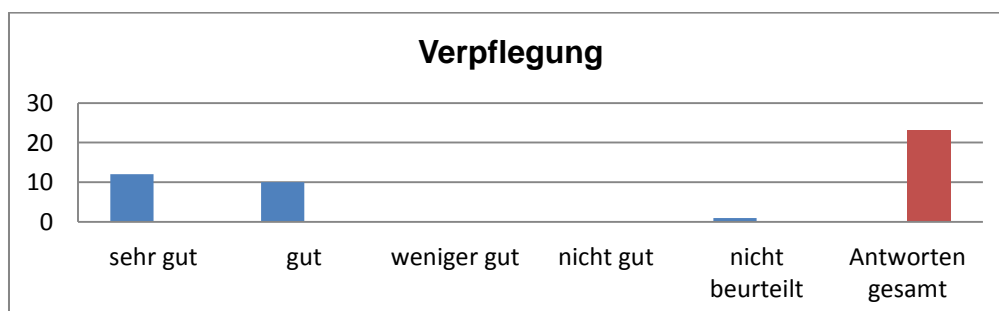 Verpflegung
30
20
10
0
sehr gut
gut
weniger gut
nicht gut
nicht
beurteilt
Antworten
gesamt